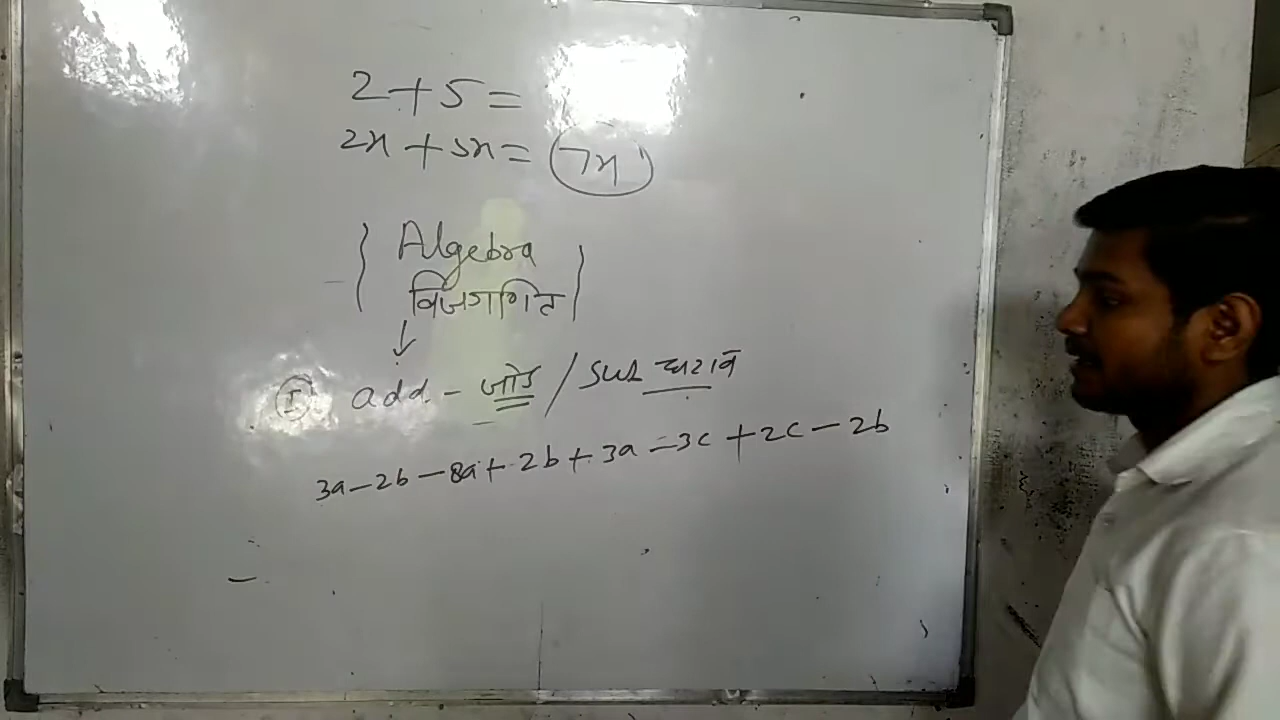 2 + 5 =
2x + 5x = 7x
{ Algebra
विजगणित }
↓
I add - जोड / sub घटाव
3a - 2b - 8a + 2b + 3a - 3c + 2c - 2b